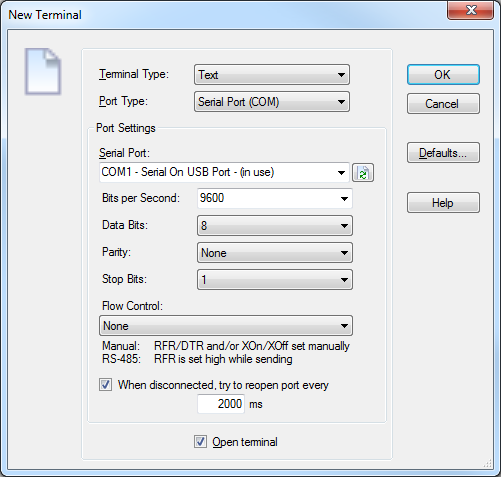 New Terminal
Terminal Type: Text
OK
Port Type: Serial Port (COM)
Cancel
Port Settings
Serial Port:
Defaults...
COM1 - Serial On USB Port - (in use)
Bits per Second: 9600
Help
Data Bits: 8
Parity: None
Stop Bits: 1
Flow Control:
None
Manual: RFR/DTR and/or XOn/XOff set manually
RS-485: RFR is set high while sending
When disconnected, try to reopen port every
2000 ms
Open terminal